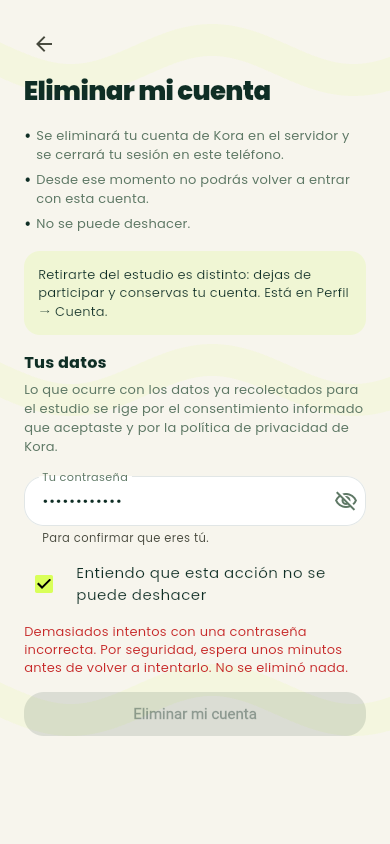 Eliminar mi cuenta
• Se eliminará tu cuenta de Kora en el servidor y
se cerrará tu sesión en este teléfono.
• Desde ese momento no podrás volver a entrar
con esta cuenta.
• No se puede deshacer.
Retirarte del estudio es distinto: dejas de
participar y conservas tu cuenta. Está en Perfil
→ Cuenta.
Tus datos
Lo que ocurre con los datos ya recolectados para
el estudio se rige por el consentimiento informado
que aceptaste y por la política de privacidad de
Kora.
Tu contraseña
••••••••••••
Para confirmar que eres tú.
Entiendo que esta acción no se
puede deshacer
Demasiados intentos con una contraseña
incorrecta. Por seguridad, espera unos minutos
antes de volver a intentarlo. No se eliminó nada.
Eliminar mi cuenta